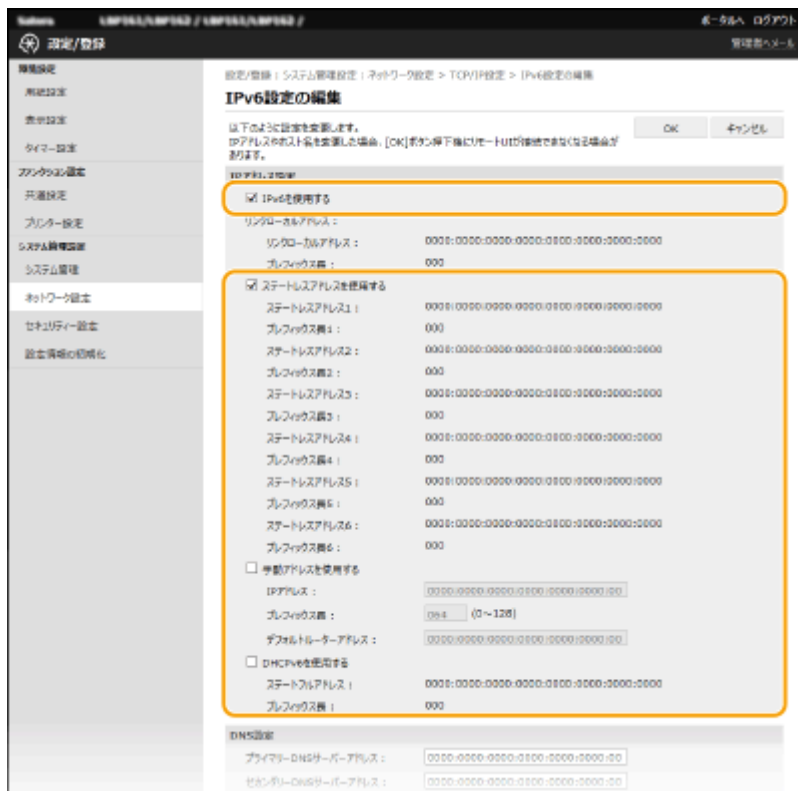 LBP161/LBP162 / LBP161/LBP162 /
ポータルへ ログアウト
設定/登録
管理者へメール
環境設定
用紙設定
表示設定
タイマー設定
ファンクション設定
共通設定
プリンター設定
システム管理設定
システム管理
ネットワーク設定
セキュリティー設定
設定情報の初期化
設定/登録：システム管理設定：ネットワーク設定 > TCP/IP設定 > IPv6設定の編集
IPv6設定の編集
以下のように設定を変更します。
IPアドレスやホスト名を変更した場合、[OK]ボタン押下後にリモートUIが接続できなくなる場合が
あります。
OK
キャンセル
IPアドレス設定
IPv6を使用する
リンクローカルアドレス：
リンクローカルアドレス： 0000:0000:0000:0000:0000:0000:0000:0000
プレフィックス長： 000
ステートレスアドレスを使用する
ステートレスアドレス1： 0000:0000:0000:0000:0000:0000:0000:0000
プレフィックス長1： 000
ステートレスアドレス2： 0000:0000:0000:0000:0000:0000:0000:0000
プレフィックス長2： 000
ステートレスアドレス3： 0000:0000:0000:0000:0000:0000:0000:0000
プレフィックス長3： 000
ステートレスアドレス4： 0000:0000:0000:0000:0000:0000:0000:0000
プレフィックス長4： 000
ステートレスアドレス5： 0000:0000:0000:0000:0000:0000:0000:0000
プレフィックス長5： 000
ステートレスアドレス6： 0000:0000:0000:0000:0000:0000:0000:0000
プレフィックス長6： 000
手動アドレスを使用する
IPアドレス： 0000:0000:0000:0000:0000:0000:00
プレフィックス長： 064 (0～128)
デフォルトルーターアドレス： 0000:0000:0000:0000:0000:0000:00
DHCPv6を使用する
ステートフルアドレス： 0000:0000:0000:0000:0000:0000:0000:0000
プレフィックス長： 000
DNS設定
プライマリーDNSサーバーアドレス： 0000:0000:0000:0000:0000:0000:00
セカンダリーDNSサーバーアドレス： 0000:0000:0000:0000:0000:0000:00